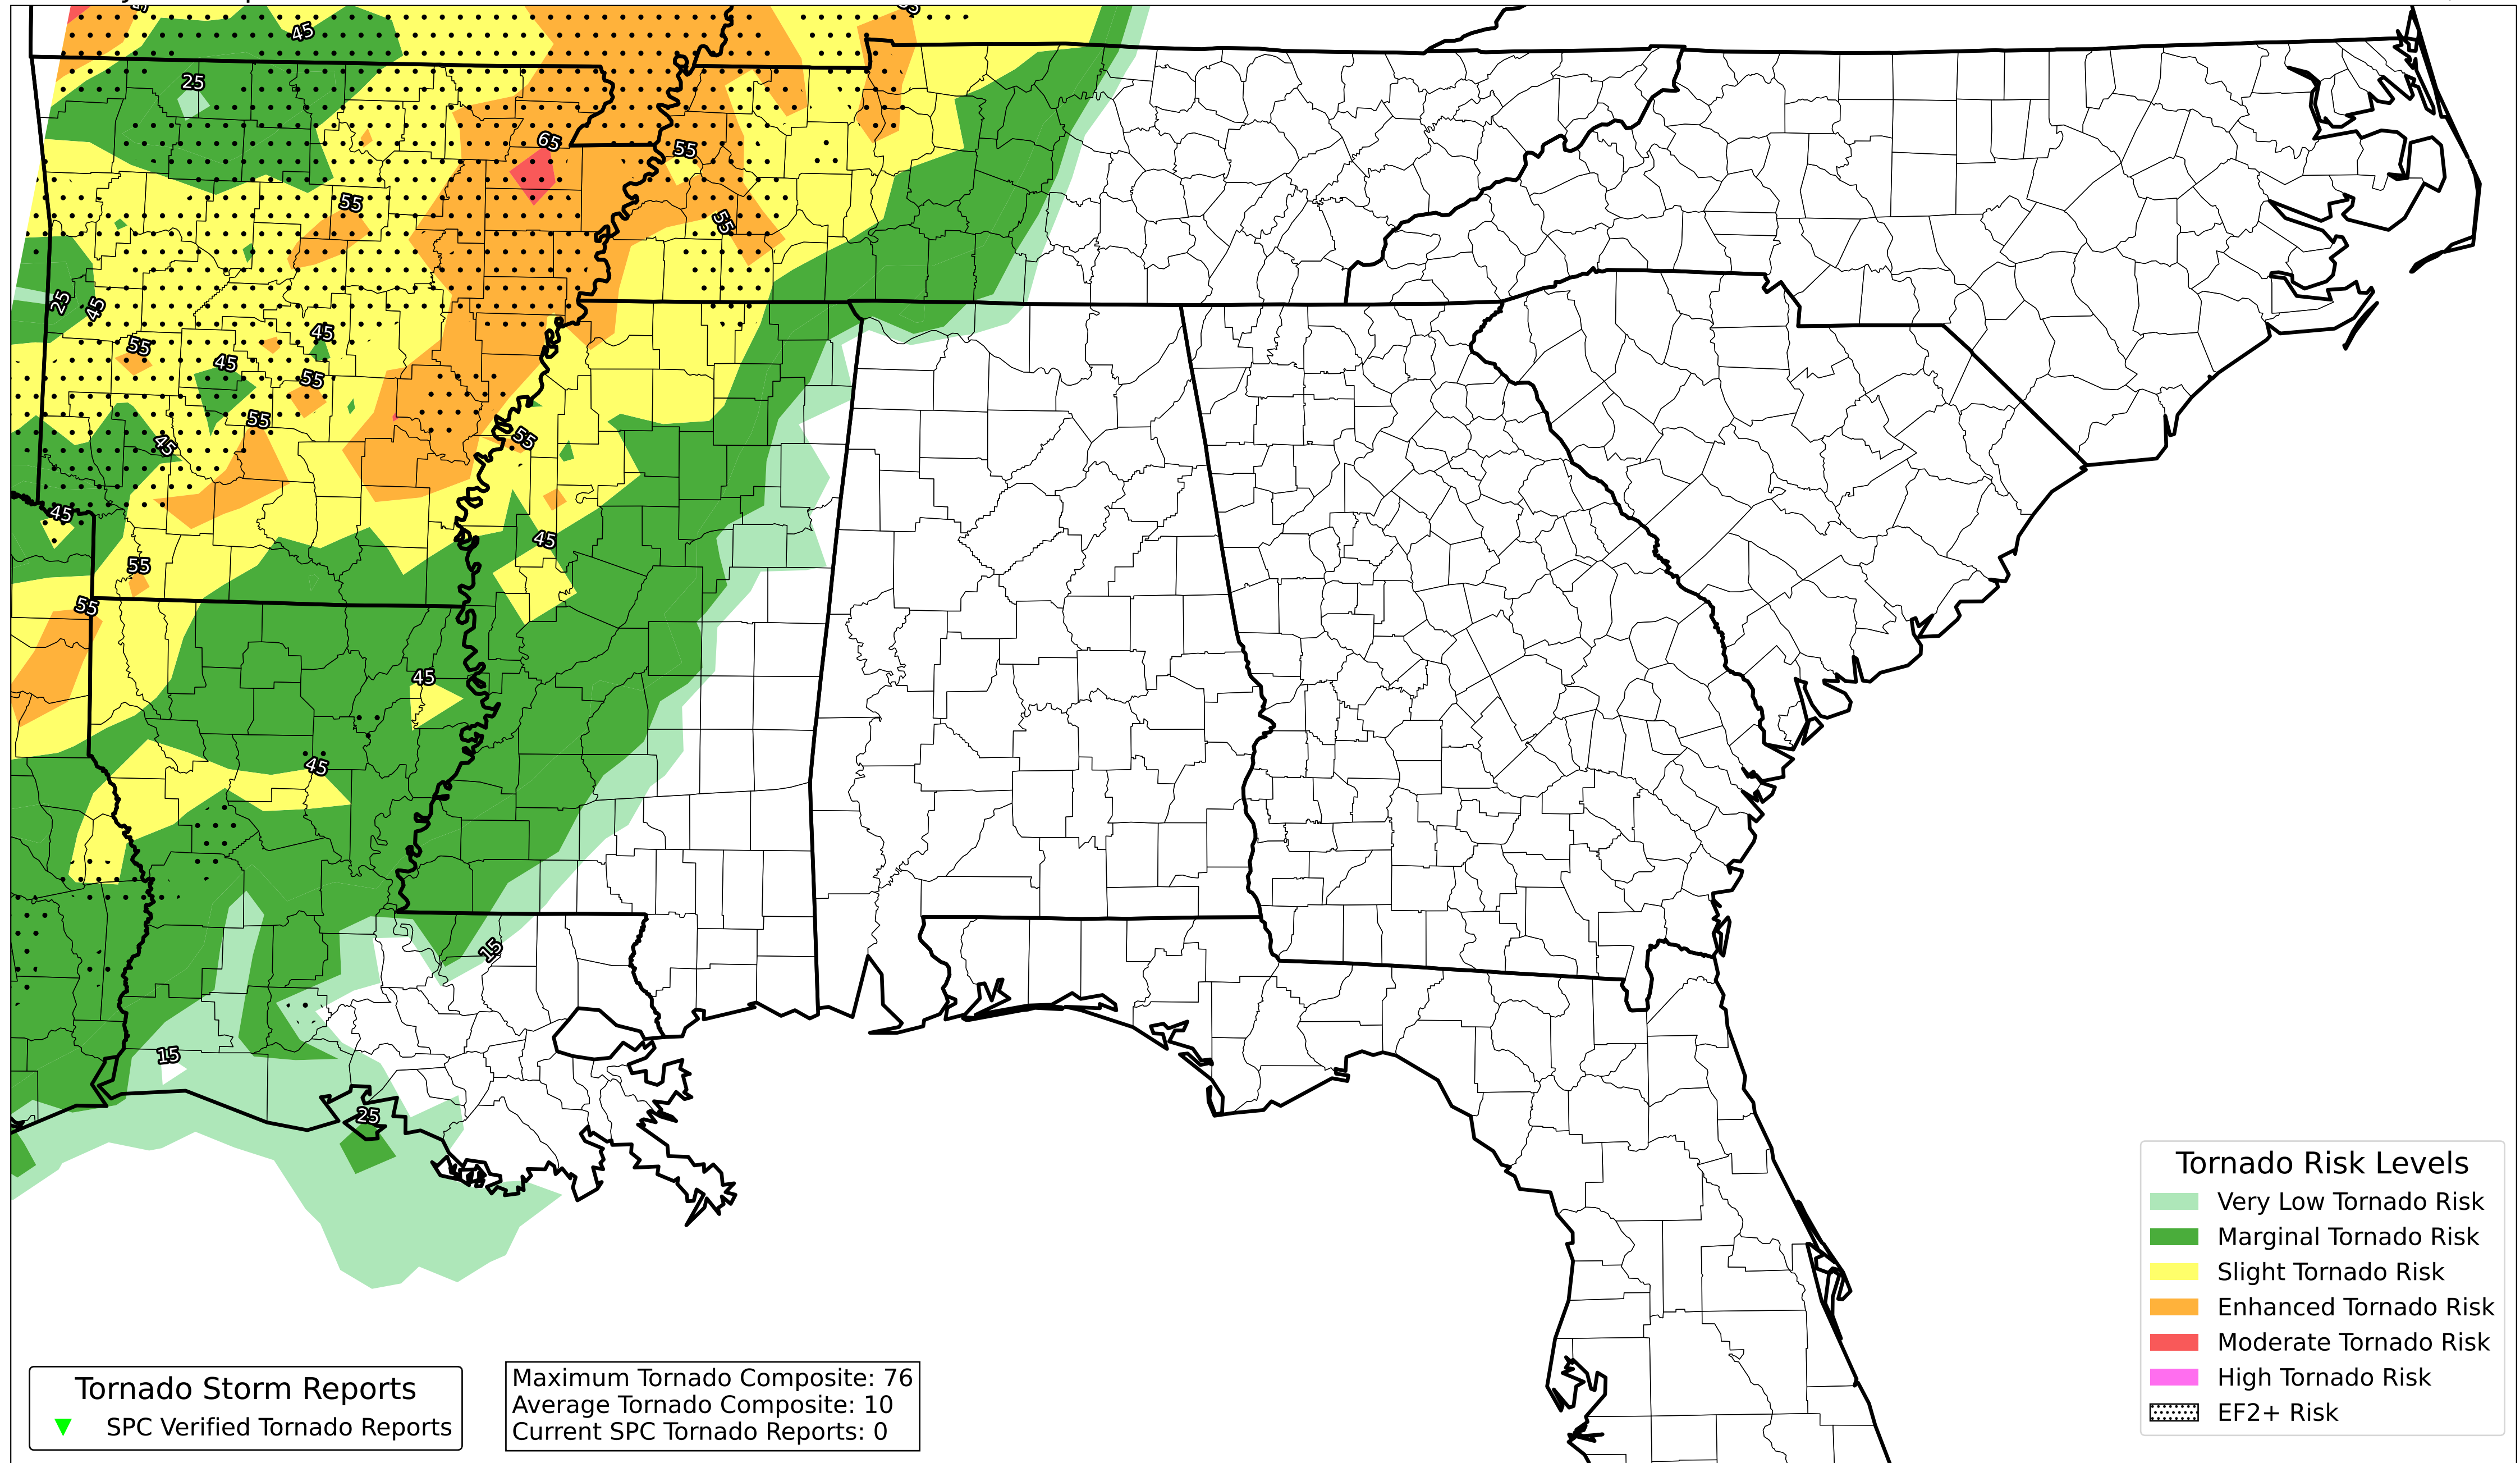 45
25
65
55
55
55
25
45
45
55
45
55
55
55
45
45
45
55
55
45
45
15
15
25
Tornado Risk Levels
Very Low Tornado Risk
Marginal Tornado Risk
Slight Tornado Risk
Enhanced Tornado Risk
Moderate Tornado Risk
High Tornado Risk
EF2+ Risk
Tornado Storm Reports
SPC Verified Tornado Reports
Maximum Tornado Composite: 76
Average Tornado Composite: 10
Current SPC Tornado Reports: 0